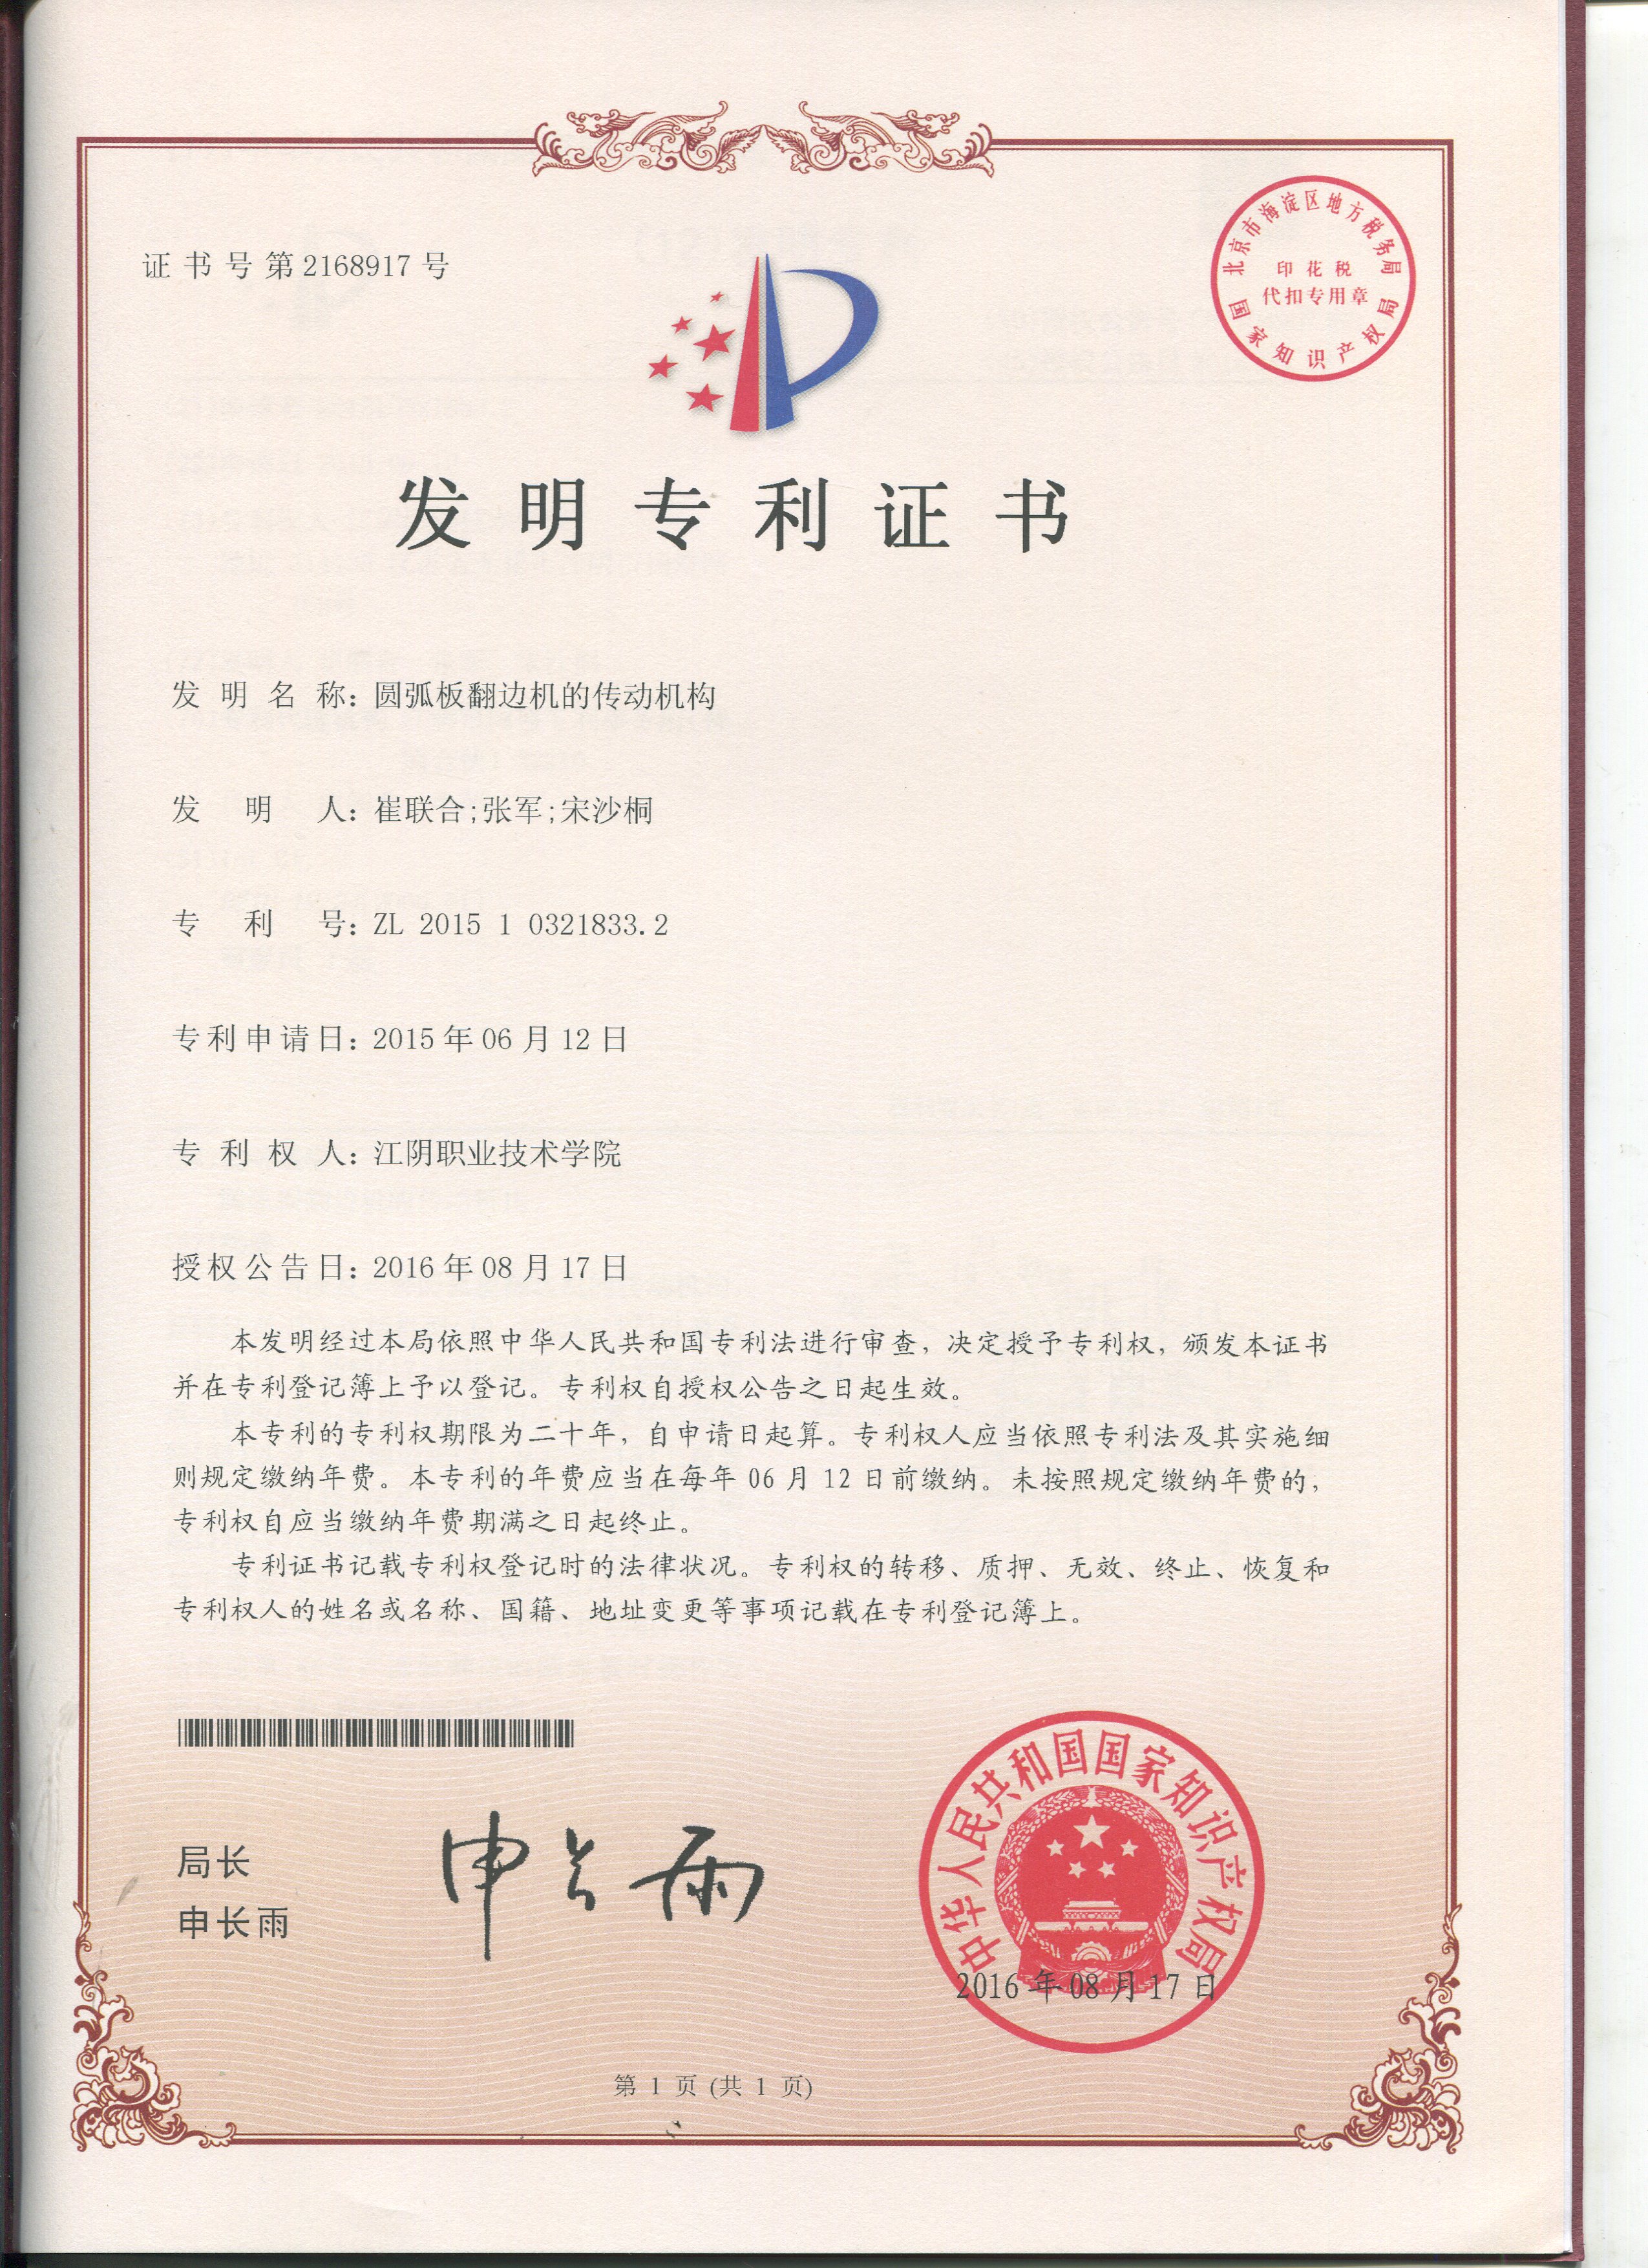 证书号第2168917号
北京市海淀区地方税务局
印花税
代扣专用章
国家知识产权局
发明专利证书
发明名称：圆弧板翻边机的传动机构
发明人：崔联合;张军;宋沙桐
专利号：ZL 2015 1 0321833.2
专利申请日：2015年06月12日
专利权人：江阴职业技术学院
授权公告日：2016年08月17日
本发明经过本局依照中华人民共和国专利法进行审查，决定授予专利权，颁发本证书
并在专利登记簿上予以登记。专利权自授权公告之日起生效。
本专利的专利权期限为二十年，自申请日起算。专利权人应当依照专利法及其实施细
则规定缴纳年费。本专利的年费应当在每年06月12日前缴纳。未按照规定缴纳年费的，
专利权自应当缴纳年费期满之日起终止。
专利证书记载专利权登记时的法律状况。专利权的转移、质押、无效、终止、恢复和
专利权人的姓名或名称、国籍、地址变更等事项记载在专利登记簿上。
局长
申长雨
申长雨
中华人民共和国国家知识产权局
2016年08月17日
第 1 页 (共 1 页)